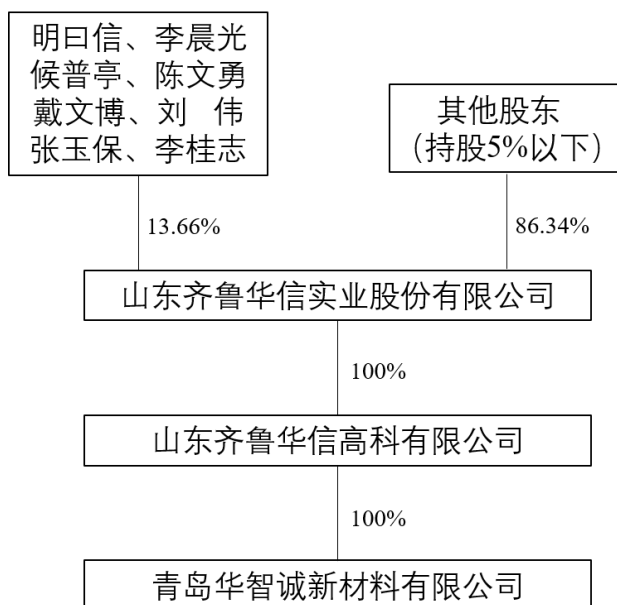 明曰信、李晨光
候普亭、陈文勇
戴文博、刘 伟
张玉保、李桂志
其他股东
（持股5%以下）
13.66%
86.34%
山东齐鲁华信实业股份有限公司
100%
山东齐鲁华信高科有限公司
100%
青岛华智诚新材料有限公司